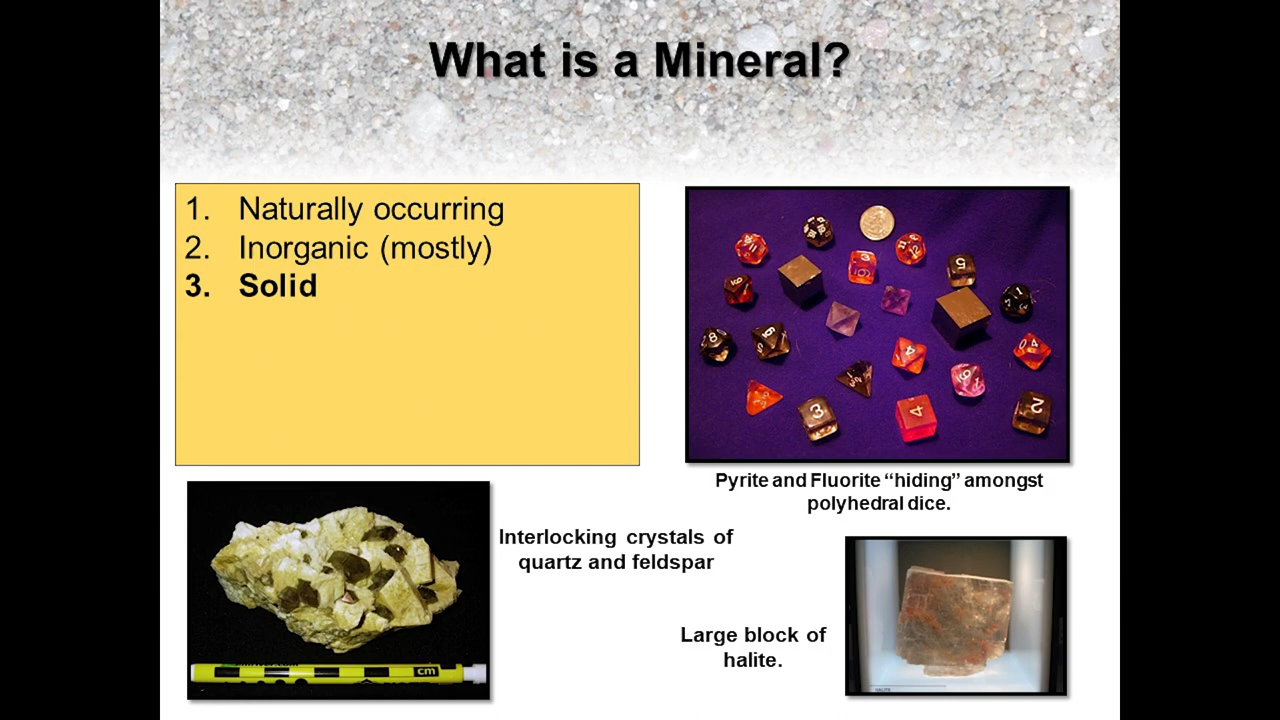 What is a Mineral?
1. Naturally occurring
2. Inorganic (mostly)
3. Solid
Pyrite and Fluorite “hiding” amongst
polyhedral dice.
Interlocking crystals of
quartz and feldspar
cm
Large block of
halite.
HALITE